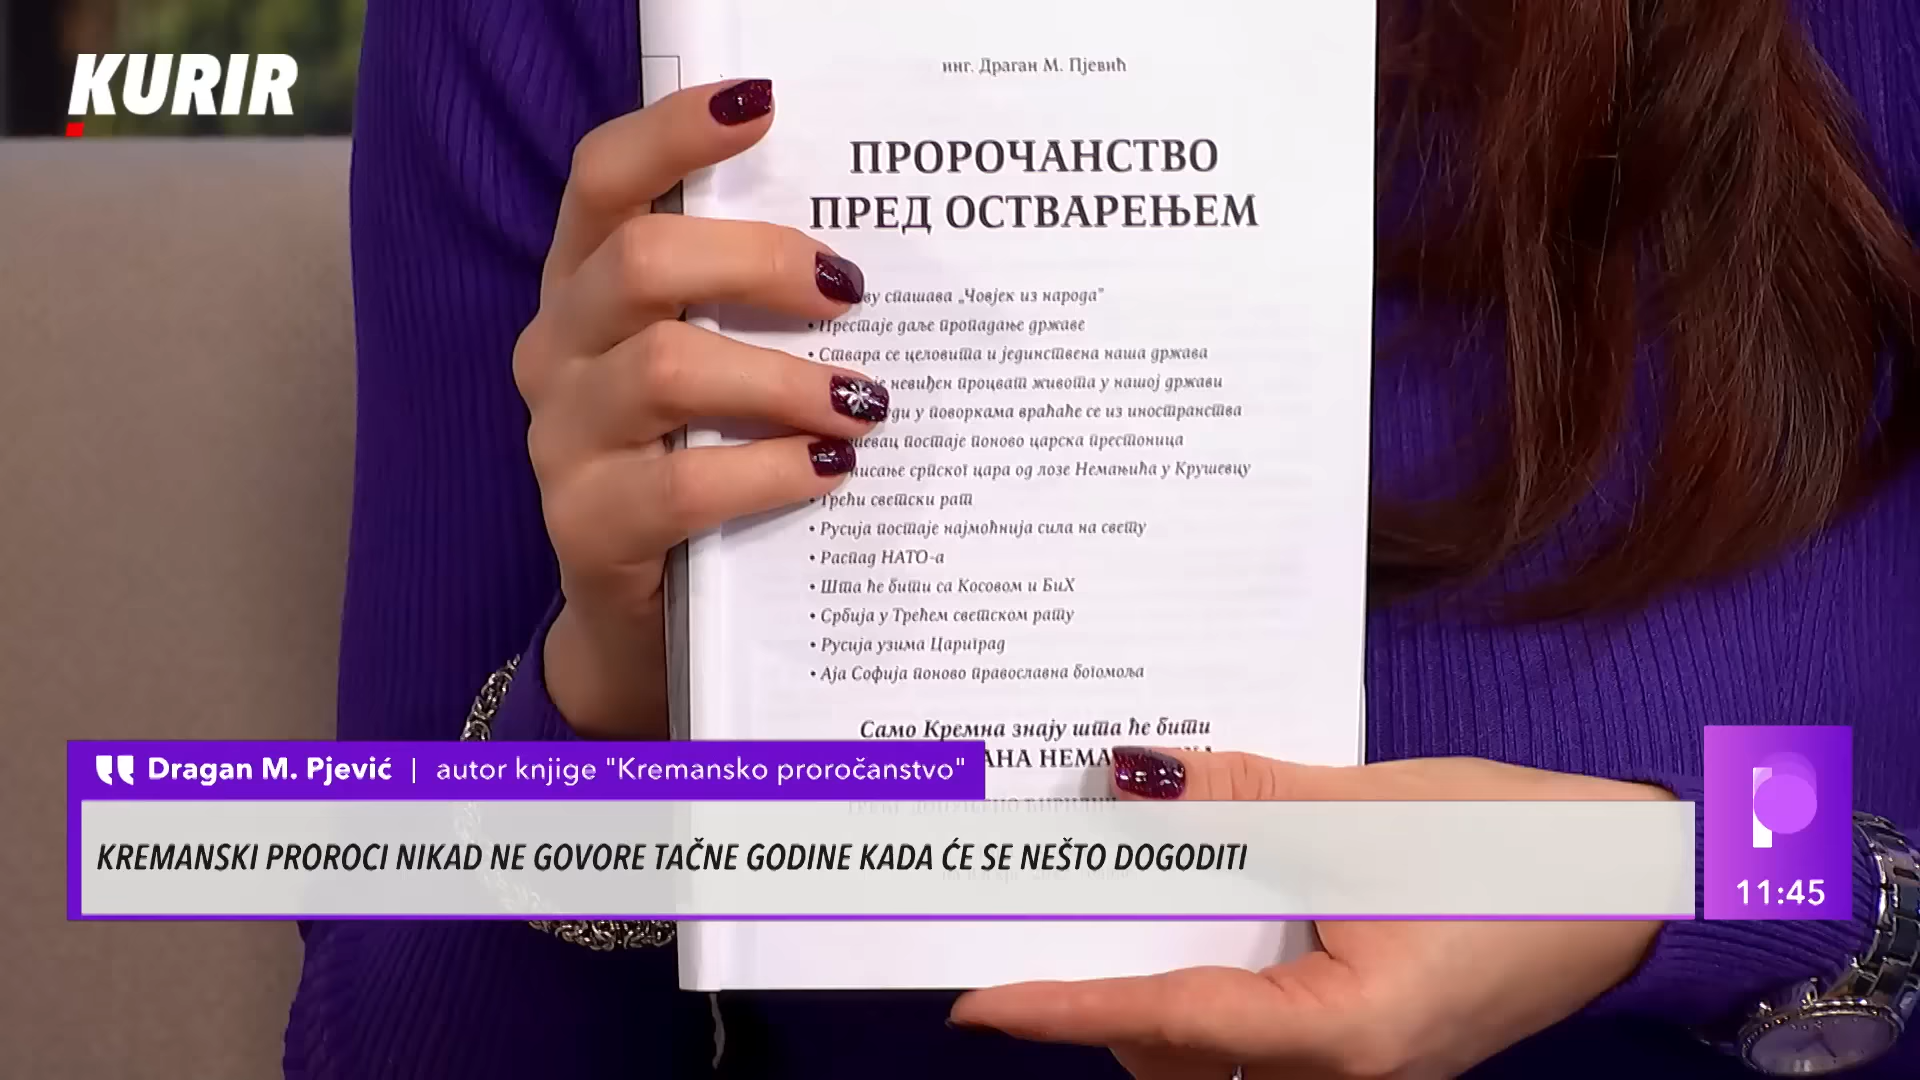 KURIR
инг. Драган М. Пјевић
ПРОРОЧАНСТВО
ПРЕД ОСТВАРЕЊЕМ
спашава „Човјек из народа”
• Престаје даље пропадање државе
• Ствара се целовита и јединствена наша држава
невиђен процват живота у нашој држави
у поворкама враћаће се из иностранства
постаје поново царска престоница
српског цара од лозе Немањића у Крушевцу
• Трећи светски рат
• Русија постаје најмоћнија сила на свету
• Распад НАТО-а
• Шта ће бити са Косовом и БиХ
• Србија у Трећем светском рату
• Русија узима Цариград
• Аја Софија поново православна богомоља
Само Кремна знају шта ће бити
Dragan M. Pjević | autor knjige "Kremansko proročanstvo"
KREMANSKI PROROCI NIKAD NE GOVORE TAČNE GODINE KADA ĆE SE NEŠTO DOGODITI
11:45